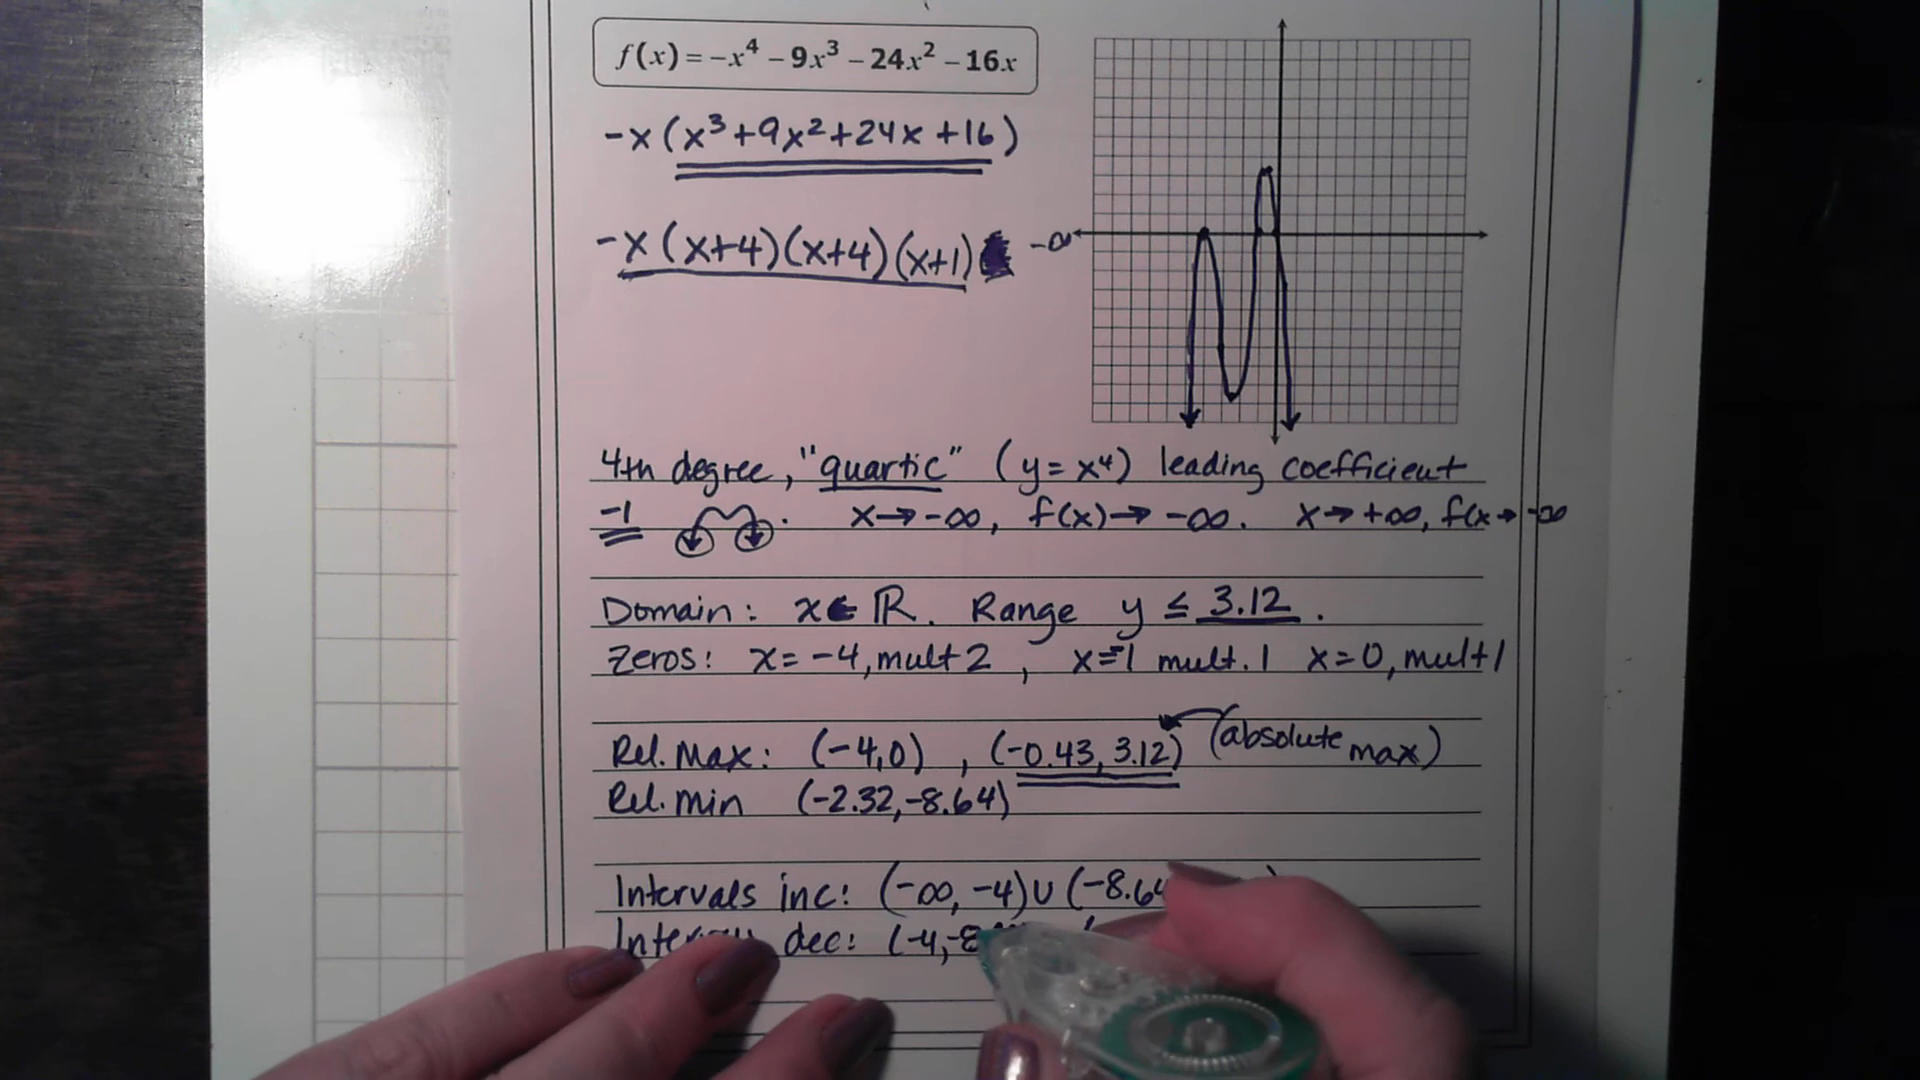 f(x) = −x⁴ − 9x³ − 24x² − 16x
-x (x³+9x²+24x+16)
-x(x+4)(x+4)(x+1)
-∞
4th degree, "quartic" (y=x⁴) leading coefficient
-1 . x→-∞, f(x)→-∞. x→+∞, f(x→-∞
Domain: x∈ℝ. Range y ≤ 3.12.
Zeros: x=-4, mult 2, x=-1 mult. 1 x=0, mult 1
Rel. Max: (-4,0), (-0.43, 3.12) (absolute max)
Rel. Min (-2.32,-8.64)
Intervals inc: (-∞,-4)∪(-8.64
dec: (-4,-8